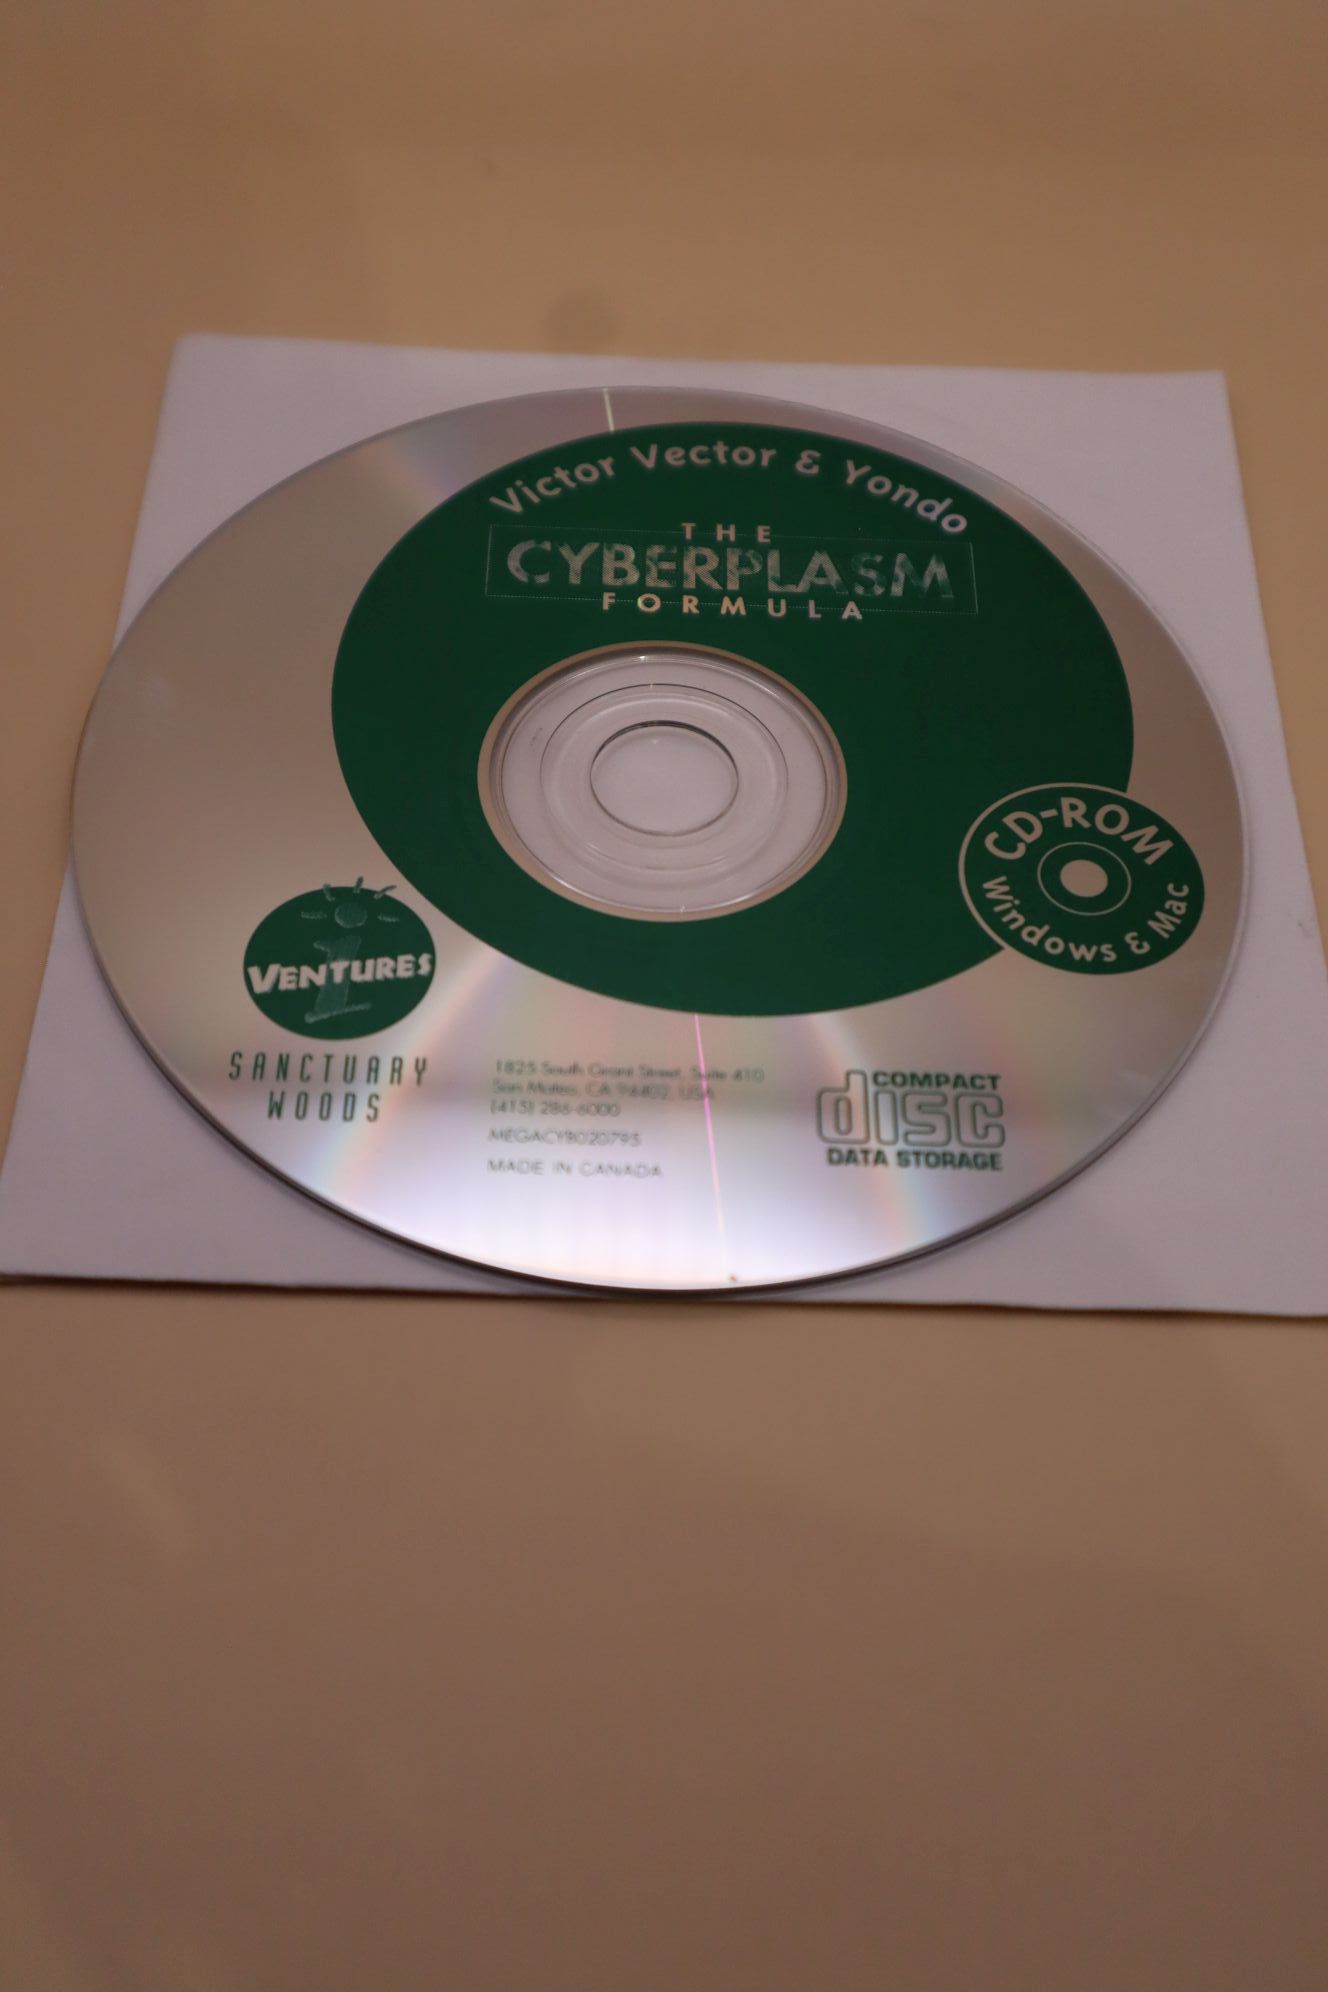 Victor Vector & Yondo
THE
CYBERPLASM
FORMULA
CD-ROM
Windows & Mac
i
VENTURES
SANCTUARY
WOODS
1825 South Grant Street, Suite 410
San Mateo, CA 94402, USA
(415) 286-6000
MEGACYB020795
MADE IN CANADA
COMPACT
disc
DATA STORAGE